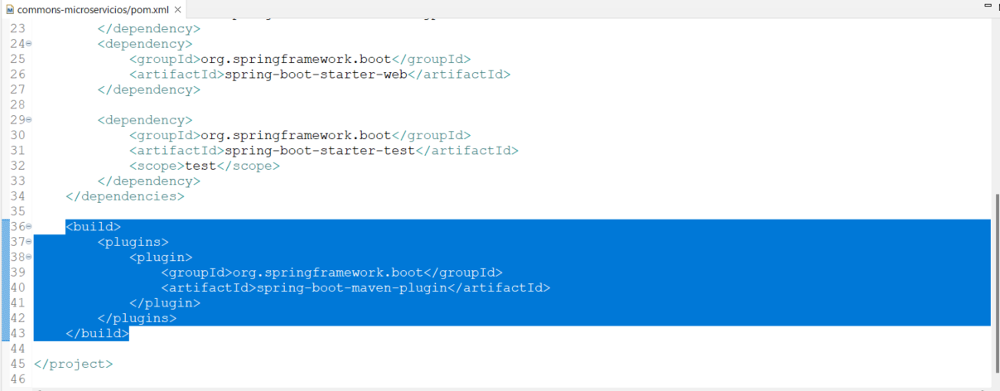 commons-microservicios/pom.xml
23 </dependency>
24 <dependency>
25 <groupId>org.springframework.boot</groupId>
26 <artifactId>spring-boot-starter-web</artifactId>
27 </dependency>
28
29 <dependency>
30 <groupId>org.springframework.boot</groupId>
31 <artifactId>spring-boot-starter-test</artifactId>
32 <scope>test</scope>
33 </dependency>
34 </dependencies>
35
36 <build>
37 <plugins>
38 <plugin>
39 <groupId>org.springframework.boot</groupId>
40 <artifactId>spring-boot-maven-plugin</artifactId>
41 </plugin>
42 </plugins>
43 </build>
44
45 </project>
46